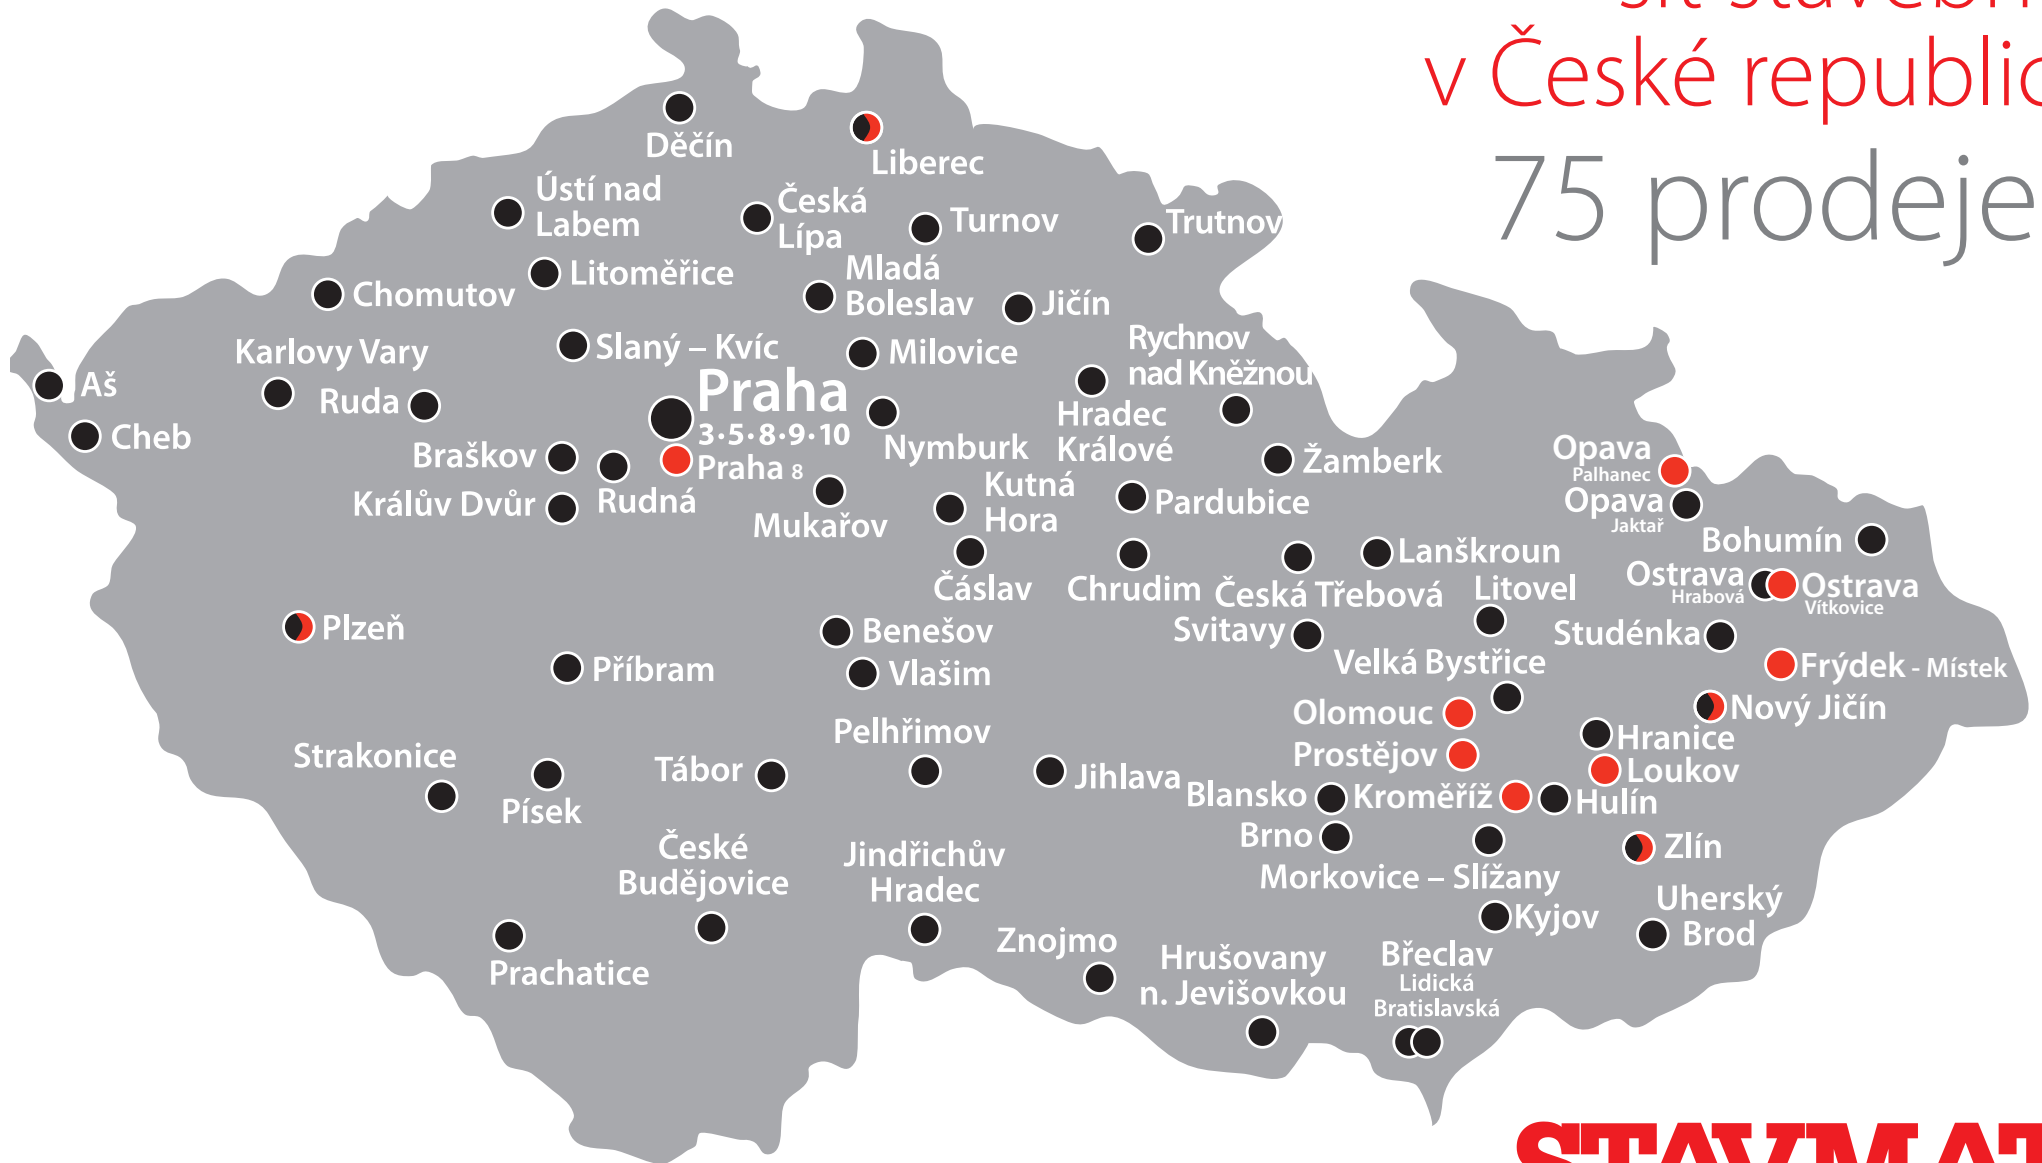 v České republic
75 prodeje
Děčín
Liberec
Ústí nad
Labem
Česká
Lípa
Turnov
Trutnov
Litoměřice
Chomutov
Mladá
Boleslav
Jičín
Karlovy Vary
Slaný – Kvíc
Milovice
Rychnov
nad Kněžnou
Aš
Ruda
Praha
3·5·8·9·10
Praha 8
Cheb
Braškov
Nymburk
Hradec
Králové
Žamberk
Opava
Palhanec
Opava
Jaktař
Králův Dvůr
Rudná
Mukařov
Kutná
Hora
Pardubice
Bohumín
Čáslav
Chrudim
Česká Třebová
Lanškroun
Litovel
Ostrava
Hrabová
Ostrava
Vítkovice
Plzeň
Benešov
Svitavy
Studénka
Příbram
Vlašim
Velká Bystřice
Frýdek - Místek
Olomouc
Nový Jičín
Pelhřimov
Prostějov
Hranice
Loukov
Strakonice
Písek
Tábor
Jihlava
Blansko
Kroměříž
Hulín
Brno
Zlín
České
Budějovice
Jindřichův
Hradec
Morkovice – Slížany
Kyjov
Uherský
Brod
Prachatice
Znojmo
Hrušovany
n. Jevišovkou
Břeclav
Lidická
Bratislavská